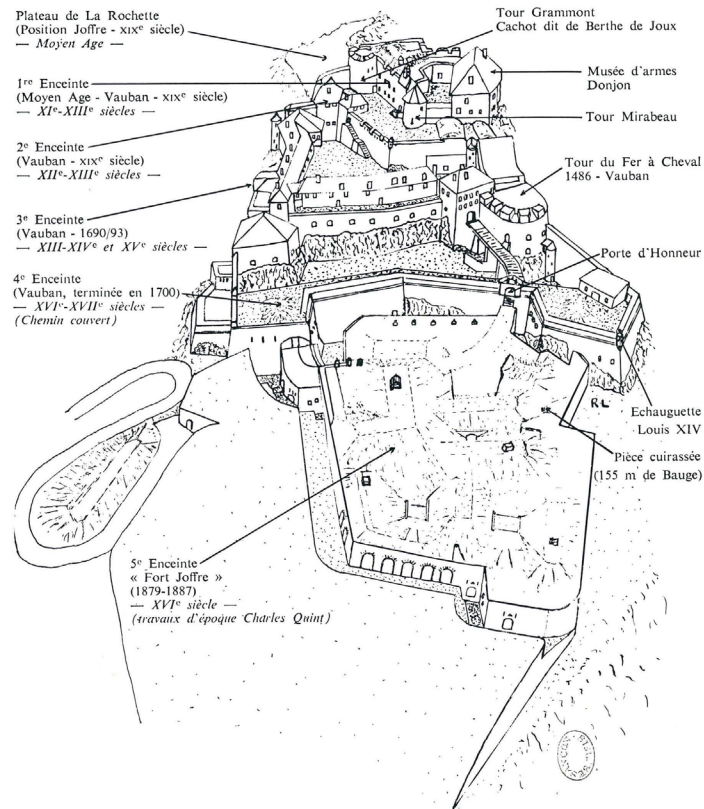 Plateau de La Rochette
(Position Joffre - XIXe siècle)
— Moyen Age —
1re Enceinte
(Moyen Age - Vauban - XIXe siècle)
— XIe-XIIIe siècles —
2e Enceinte
(Vauban - XIXe siècle)
— XIIe-XIIIe siècles —
3e Enceinte
(Vauban - 1690/93)
— XIII-XIVe et XVe siècles —
4e Enceinte
(Vauban, terminée en 1700)
— XVIe-XVIIe siècles —
(Chemin couvert)
5e Enceinte
« Fort Joffre »
(1879-1887)
— XVIe siècle —
(travaux d'époque Charles Quint)
Tour Grammont
Cachot dit de Berthe de Joux
Musée d'armes
Donjon
Tour Mirabeau
Tour du Fer à Cheval
1486 - Vauban
Porte d'Honneur
Echauguette
Louis XIV
Pièce cuirassée
(155 m de Bauge)
RL